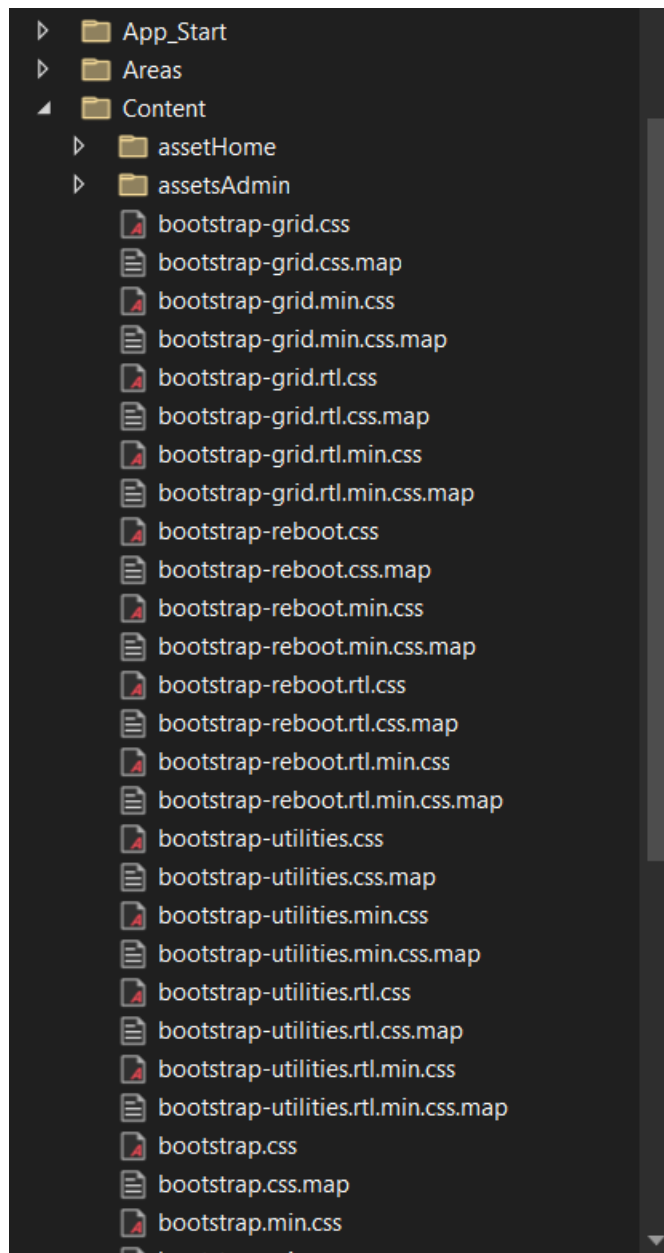 App_Start
Areas
Content
assetHome
assetsAdmin
bootstrap-grid.css
bootstrap-grid.css.map
bootstrap-grid.min.css
bootstrap-grid.min.css.map
bootstrap-grid.rtl.css
bootstrap-grid.rtl.css.map
bootstrap-grid.rtl.min.css
bootstrap-grid.rtl.min.css.map
bootstrap-reboot.css
bootstrap-reboot.css.map
bootstrap-reboot.min.css
bootstrap-reboot.min.css.map
bootstrap-reboot.rtl.css
bootstrap-reboot.rtl.css.map
bootstrap-reboot.rtl.min.css
bootstrap-reboot.rtl.min.css.map
bootstrap-utilities.css
bootstrap-utilities.css.map
bootstrap-utilities.min.css
bootstrap-utilities.min.css.map
bootstrap-utilities.rtl.css
bootstrap-utilities.rtl.css.map
bootstrap-utilities.rtl.min.css
bootstrap-utilities.rtl.min.css.map
bootstrap.css
bootstrap.css.map
bootstrap.min.css